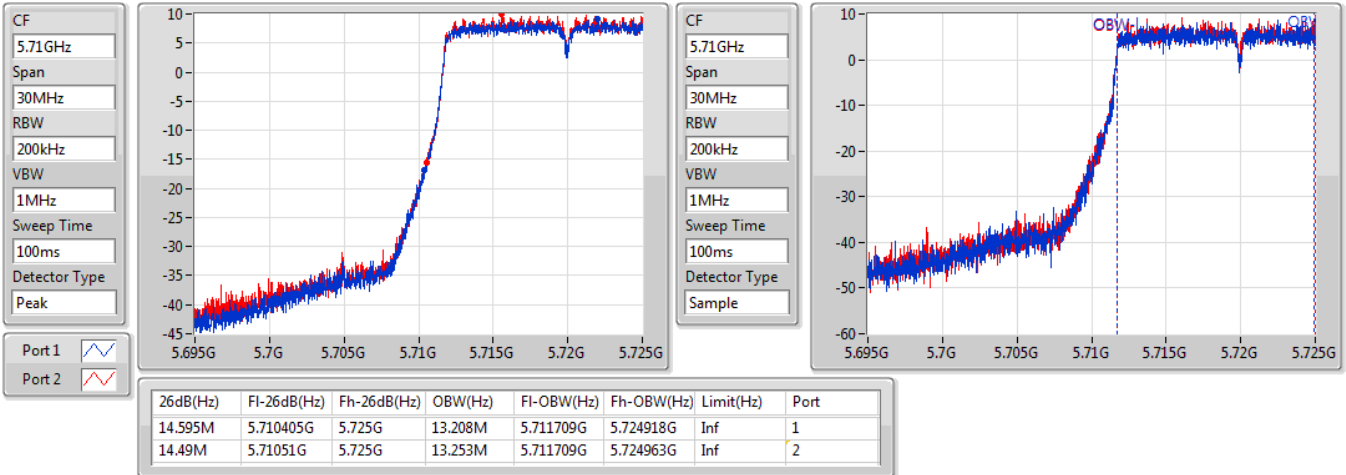 CF
5.71GHz
Span
30MHz
RBW
200kHz
VBW
1MHz
Sweep Time
100ms
Detector Type
Peak
Port 1
Port 2
10
5
0
-5
-10
-15
-20
-25
-30
-35
-40
-45
5.695G 5.7G 5.705G 5.71G 5.715G 5.72G 5.725G
CF
5.71GHz
Span
30MHz
RBW
200kHz
VBW
1MHz
Sweep Time
100ms
Detector Type
Sample
10
0
-10
-20
-30
-40
-50
-60
OBW-
5.695G 5.7G 5.705G 5.71G 5.715G 5.72G 5.725G
26dB(Hz) Fl-26dB(Hz) Fh-26dB(Hz) OBW(Hz) Fl-OBW(Hz) Fh-OBW(Hz) Limit(Hz) Port
14.595M 5.710405G 5.725G 13.208M 5.711709G 5.724918G Inf 1
14.49M 5.71051G 5.725G 13.253M 5.711709G 5.724963G Inf 2